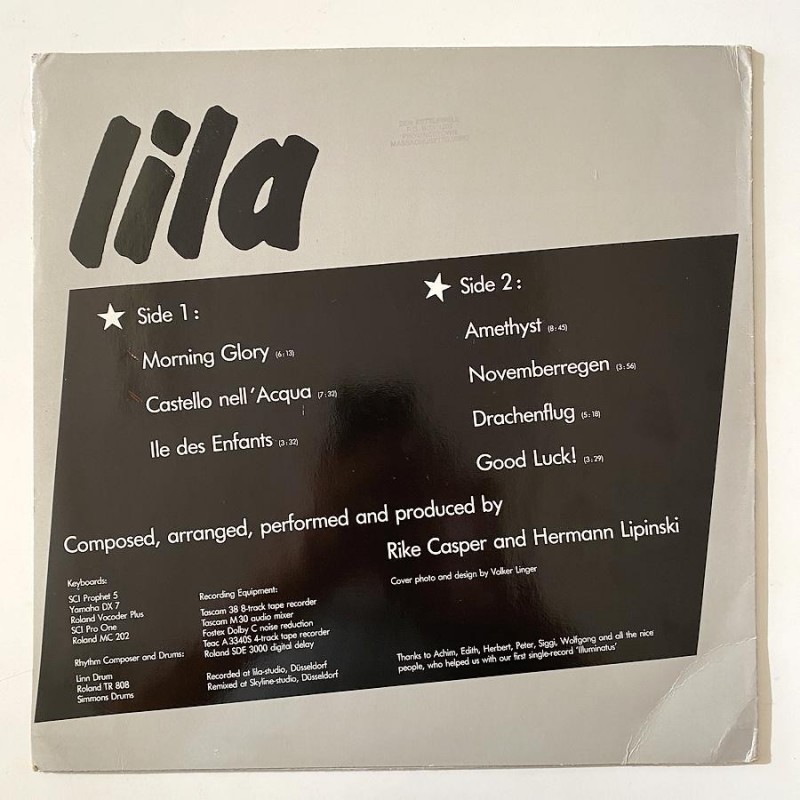 lila
★ Side 1:
Morning Glory (6:13)
Castello nell'Acqua (7:32)
Ile des Enfants (3:32)
★ Side 2:
Amethyst (8:45)
Novemberregen (3:56)
Drachenflug (5:18)
Good Luck! (3:29)
Composed, arranged, performed and produced by
Rike Casper and Hermann Lipinski
Cover photo and design by Volker Linger
Keyboards:
SCI Prophet 5
Yamaha DX 7
Roland Vocoder Plus
SCI Pro One
Roland MC 202
Rhythm Composer and Drums:
Linn Drum
Roland TR 808
Simmons Drums
Recording Equipment:
Tascam 38 8-track tape recorder
Tascam M 30 audio mixer
Fostex Dolby C noise reduction
Teac A 3340S 4-track tape recorder
Roland SDE 3000 digital delay
Recorded at lila-studio, Düsseldorf
Remixed at Skyline-studio, Düsseldorf
Thanks to Achim, Edith, Herbert, Peter, Siggi, Wolfgang and all the nice
people, who helped us with our first single-record 'Illuminatus'